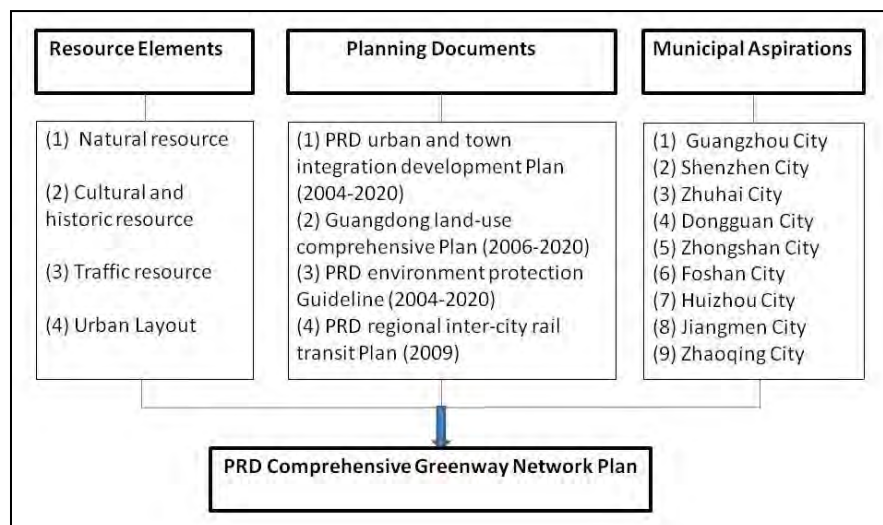 Resource Elements
(1) Natural resource
(2) Cultural and
historic resource
(3) Traffic resource
(4) Urban Layout
Planning Documents
(1) PRD urban and town
integration development Plan
(2004-2020)
(2) Guangdong land-use
comprehensive Plan (2006-2020)
(3) PRD environment protection
Guideline (2004-2020)
(4) PRD regional inter-city rail
transit Plan (2009)
Municipal Aspirations
(1) Guangzhou City
(2) Shenzhen City
(3) Zhuhai City
(4) Dongguan City
(5) Zhongshan City
(6) Foshan City
(7) Huizhou City
(8) Jiangmen City
(9) Zhaoqing City
PRD Comprehensive Greenway Network Plan